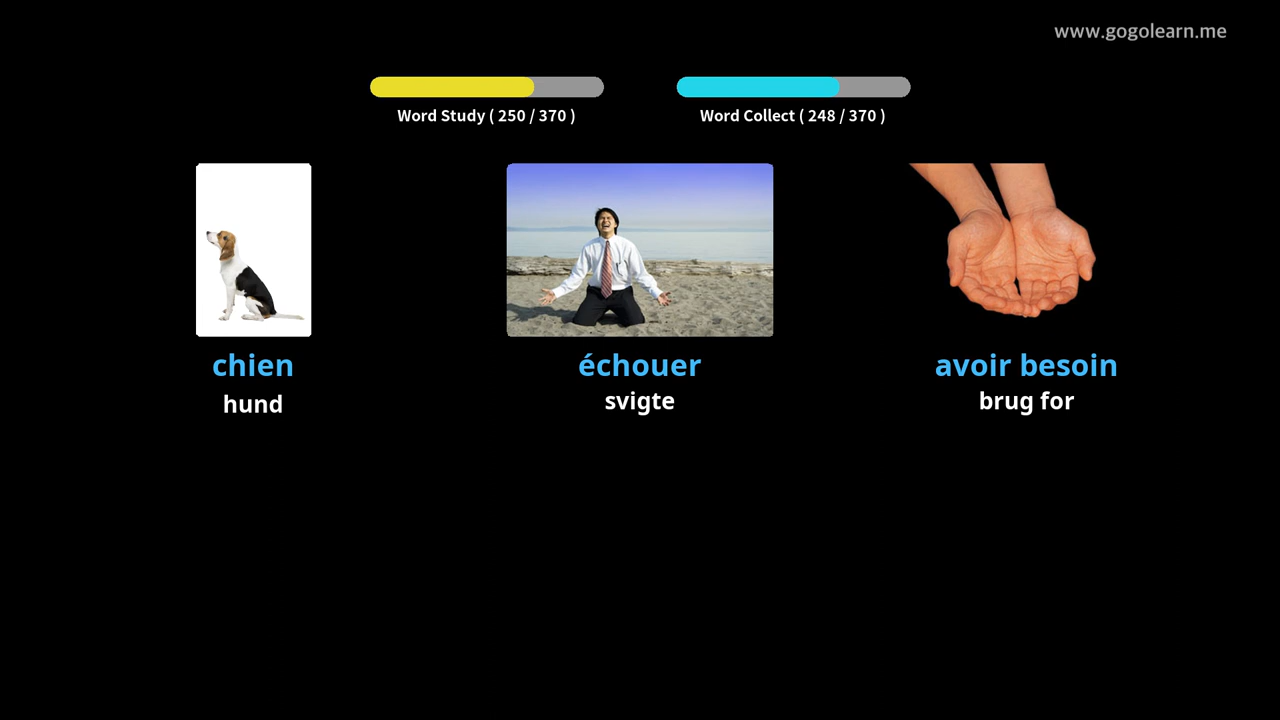 www.gogolearn.me
Word Study ( 250 / 370 )
Word Collect ( 248 / 370 )
chien
hund
échouer
svigte
avoir besoin
brug for